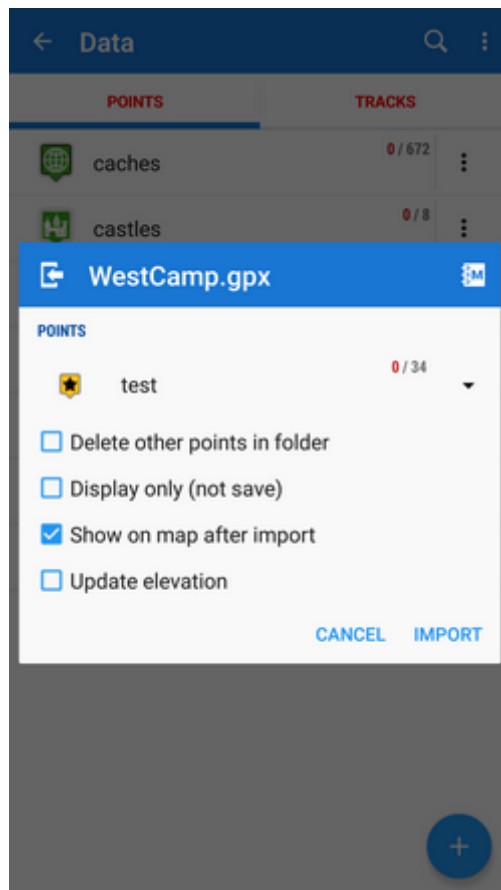 Data
POINTS TRACKS
caches 0 / 672
castles 0 / 8
WestCamp.gpx M
POINTS
test 0 / 34
Delete other points in folder
Display only (not save)
Show on map after import
Update elevation
CANCEL IMPORT